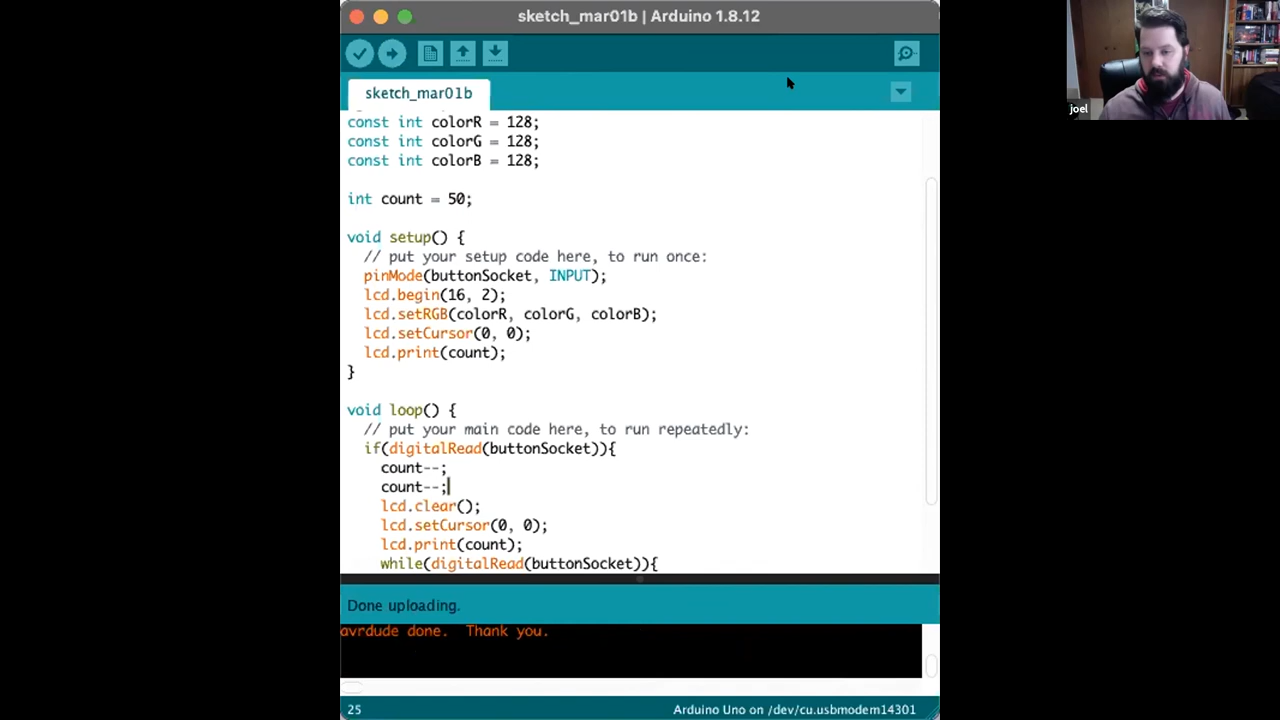 sketch_mar01b | Arduino 1.8.12
sketch_mar01b
const int colorR = 128;
const int colorG = 128;
const int colorB = 128;
int count = 50;
void setup() {
// put your setup code here, to run once:
pinMode(buttonSocket, INPUT);
lcd.begin(16, 2);
lcd.setRGB(colorR, colorG, colorB);
lcd.setCursor(0, 0);
lcd.print(count);
}
void loop() {
// put your main code here, to run repeatedly:
if(digitalRead(buttonSocket)){
count--;
count--;
lcd.clear();
lcd.setCursor(0, 0);
lcd.print(count);
while(digitalRead(buttonSocket)){
Done uploading.
avrdude done.  Thank you.
25
Arduino Uno on /dev/cu.usbmodem14301
joel